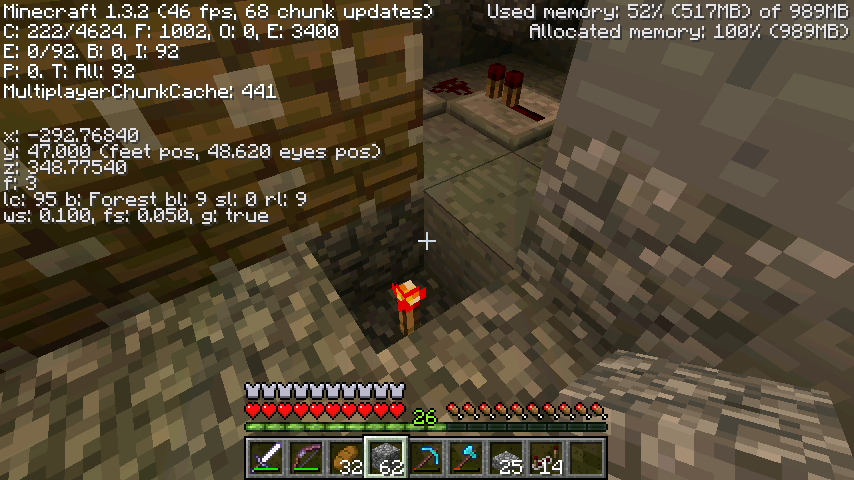 Minecraft 1.3.2 (46 fps, 68 chunk updates)
C: 222/4624. F: 1002, O: 0, E: 3400
E: 0/92. B: 0, I: 92
P: 0. T: All: 92
MultiplayerChunkCache: 441
x: -292.76840
y: 47.000 (feet pos, 48.620 eyes pos)
z: 348.77540
f: 3
lc: 95 b: Forest bl: 9 sl: 0 rl: 9
ws: 0.100, fs: 0.050, g: true
Used memory: 52% (517MB) of 989MB
Allocated memory: 100% (989MB)
26
32 62 25 14